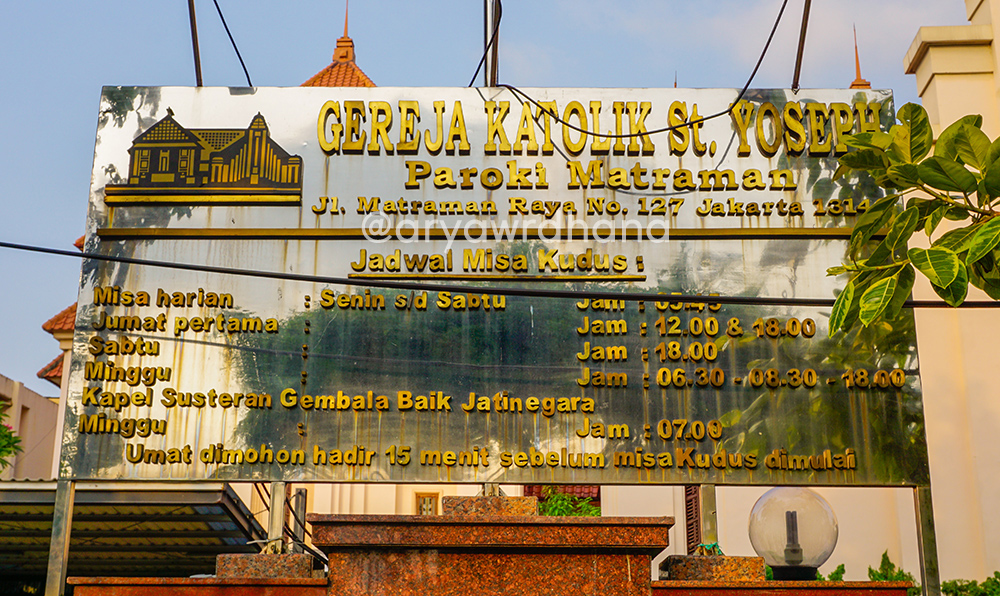 GEREJA KATOLIK St. YOSEPH
Paroki Matraman
Jl. Matraman Raya No. 127 Jakarta
@aryawrahana
Jadwal Misa Kudus :
Misa harian : Senin s/d Sabtu Jam : 05.45
Jumat pertama : Jam : 12.00 & 18.00
Sabtu : Jam : 18.00
Minggu : Jam : 06.30 - 08.30 - 18.00
Kapel Susteran Gembala Baik Jatinegara
Minggu : Jam : 07.00
Umat dimohon hadir 15 menit sebelum misa Kudus dimulai